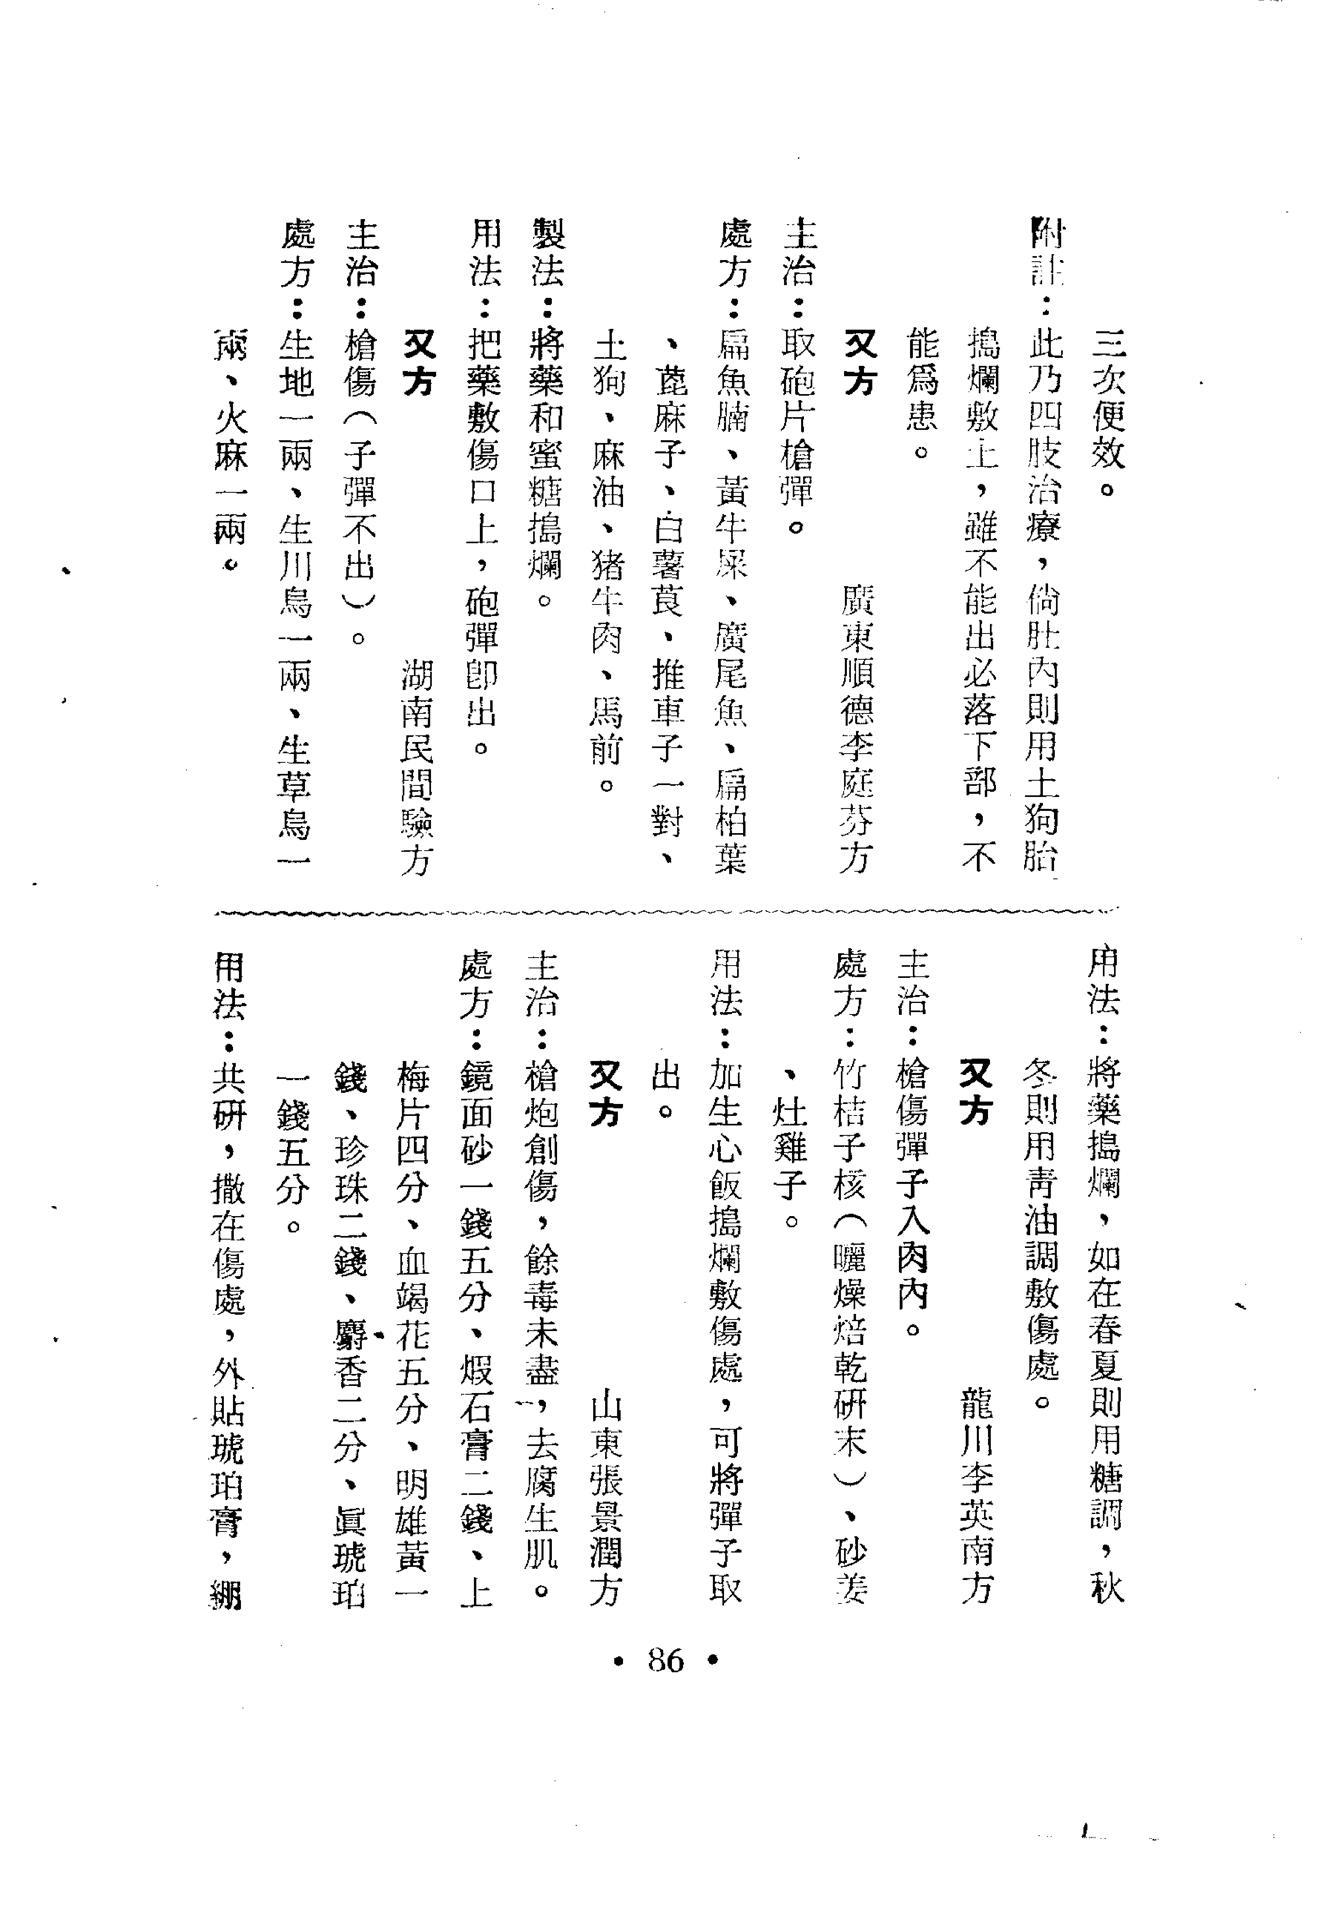 三次便效。
附註：此乃四肢治療，倘肚內則用土狗胎
搗爛敷上，雖不能出必落下部，不
能爲患。
又方　　　廣東順德李庭芬方
主治：取砲片槍彈。
處方：扁魚腩、黃牛屎、廣尾魚、扁柏葉
、蓖麻子、白薯莨、推車子一對、
土狗、麻油、猪牛肉、馬前。
製法：將藥和蜜糖搗爛。
用法：把藥敷傷口上，砲彈卽出。
又方　　　湖南民間驗方
主治：槍傷（子彈不出）。
處方：生地一兩、生川烏一兩、生草烏一
兩、火麻一兩。
用法：將藥搗爛，如在春夏則用糖調，秋
冬則用青油調敷傷處。
又方　　　龍川李英南方
主治：槍傷彈子入肉內。
處方：竹桔子核（曬燥焙乾研末）、砂姜
、灶雞子。
用法：加生心飯搗爛敷傷處，可將彈子取
出。
又方　　　山東張景潤方
主治：槍炮創傷，餘毒未盡，去腐生肌。
處方：鏡面砂一錢五分、煆石膏二錢、上
梅片四分、血竭花五分、明雄黃一
錢、珍珠二錢、麝香二分、眞琥珀
一錢五分。
用法：共研，撒在傷處，外貼琥珀膏，綳
• 86 •